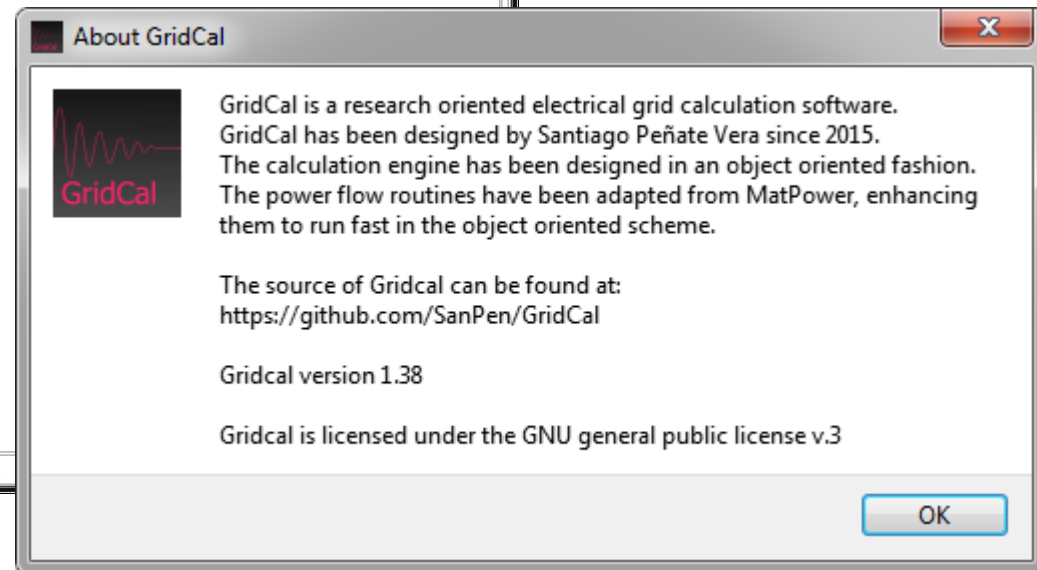 About GridCal
GridCal is a research oriented electrical grid calculation software.
GridCal has been designed by Santiago Peñate Vera since 2015.
The calculation engine has been designed in an object oriented fashion.
The power flow routines have been adapted from MatPower, enhancing
them to run fast in the object oriented scheme.
GridCal
The source of Gridcal can be found at:
https://github.com/SanPen/GridCal
Gridcal version 1.38
Gridcal is licensed under the GNU general public license v.3
OK